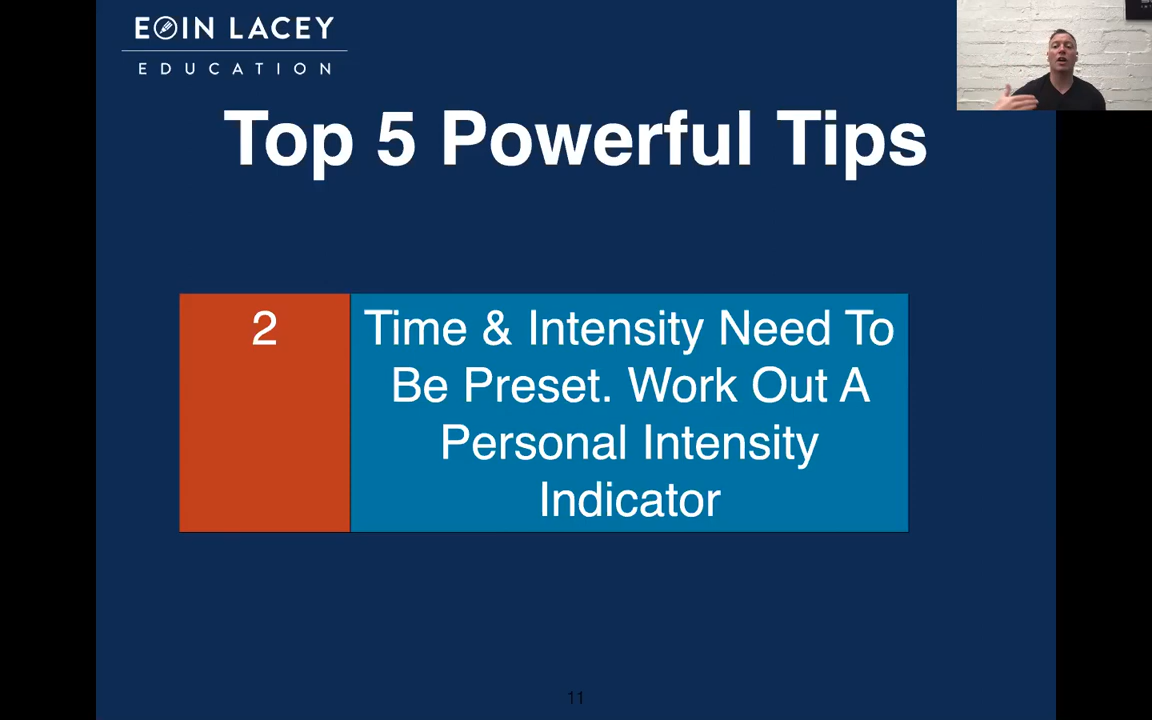 EOIN LACEY
EDUCATION
Top 5 Powerful Tips
2
Time & Intensity Need To
Be Preset. Work Out A
Personal Intensity
Indicator
11